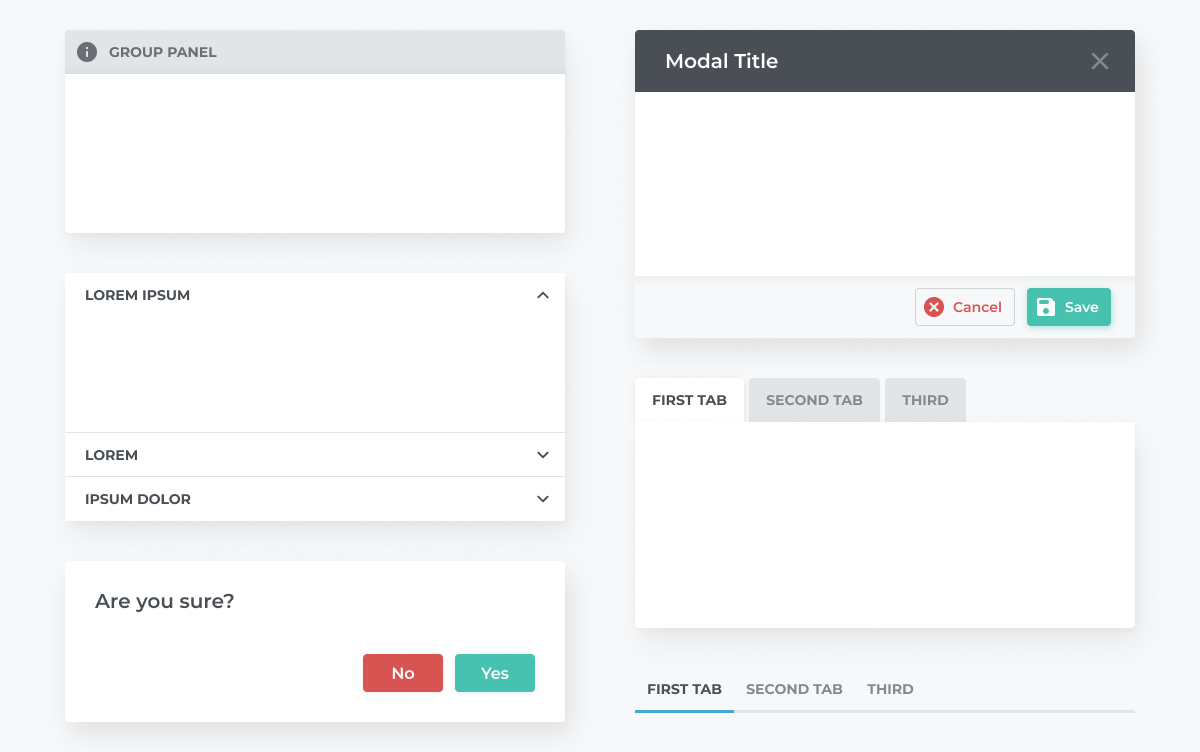 GROUP PANEL
LOREM IPSUM
LOREM
IPSUM DOLOR
Are you sure?
No Yes
Modal Title
Cancel Save
FIRST TAB SECOND TAB THIRD
FIRST TAB SECOND TAB THIRD